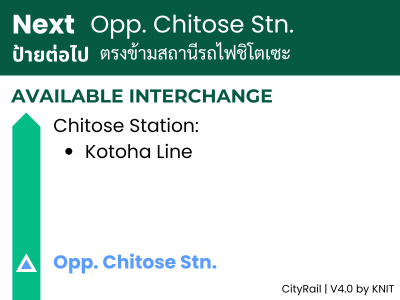 Next Opp. Chitose Stn.
ป้ายต่อไป ตรงข้ามสถานีรถไฟชิโตเซะ
AVAILABLE INTERCHANGE
Chitose Station:
• Kotoha Line
Opp. Chitose Stn.
CityRail | V4.0 by KNIT